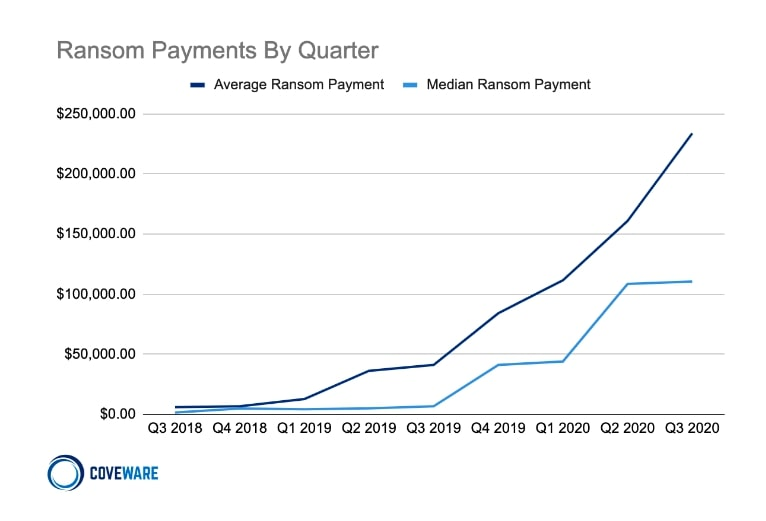 Ransom Payments By Quarter
Average Ransom Payment Median Ransom Payment
$250,000.00
$200,000.00
$150,000.00
$100,000.00
$50,000.00
$0.00
Q3 2018 Q4 2018 Q1 2019 Q2 2019 Q3 2019 Q4 2019 Q1 2020 Q2 2020 Q3 2020
COVEWARE